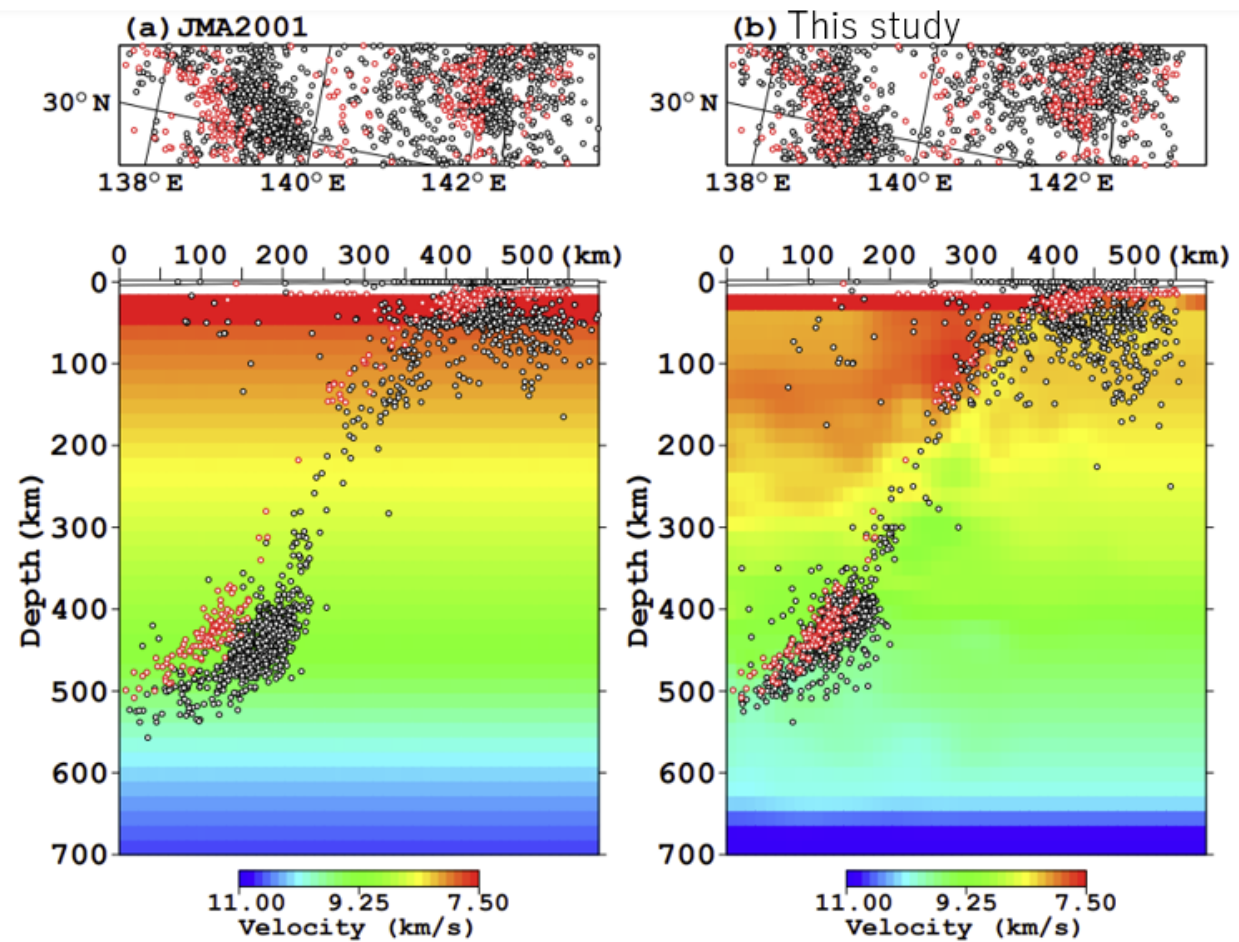 (a) JMA2001
(b) This study
30° N
30° N
138° E 140° E 142° E
138° E 140° E 142° E
0 100 200 300 400 500 (km)
0 100 200 300 400 500 (km)
0
100
200
300
400
500
600
700
Depth (km)
0
100
200
300
400
500
600
700
Depth (km)
11.00 9.25 7.50
Velocity (km/s)
11.00 9.25 7.50
Velocity (km/s)